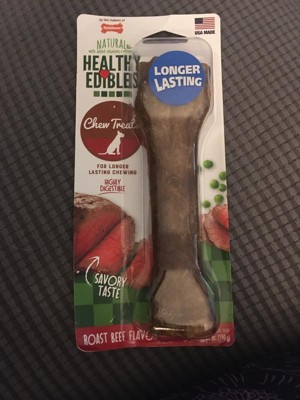 By the makers of
Nylabone
USA MADE
NATURAL
HEALTHY
EDIBLES
LONGER
LASTING
Chew Treats
FOR LONGER
LASTING CHEWING
HIGHLY
DIGESTIBLE
SAVORY
TASTE
ROAST BEEF FLAVOR